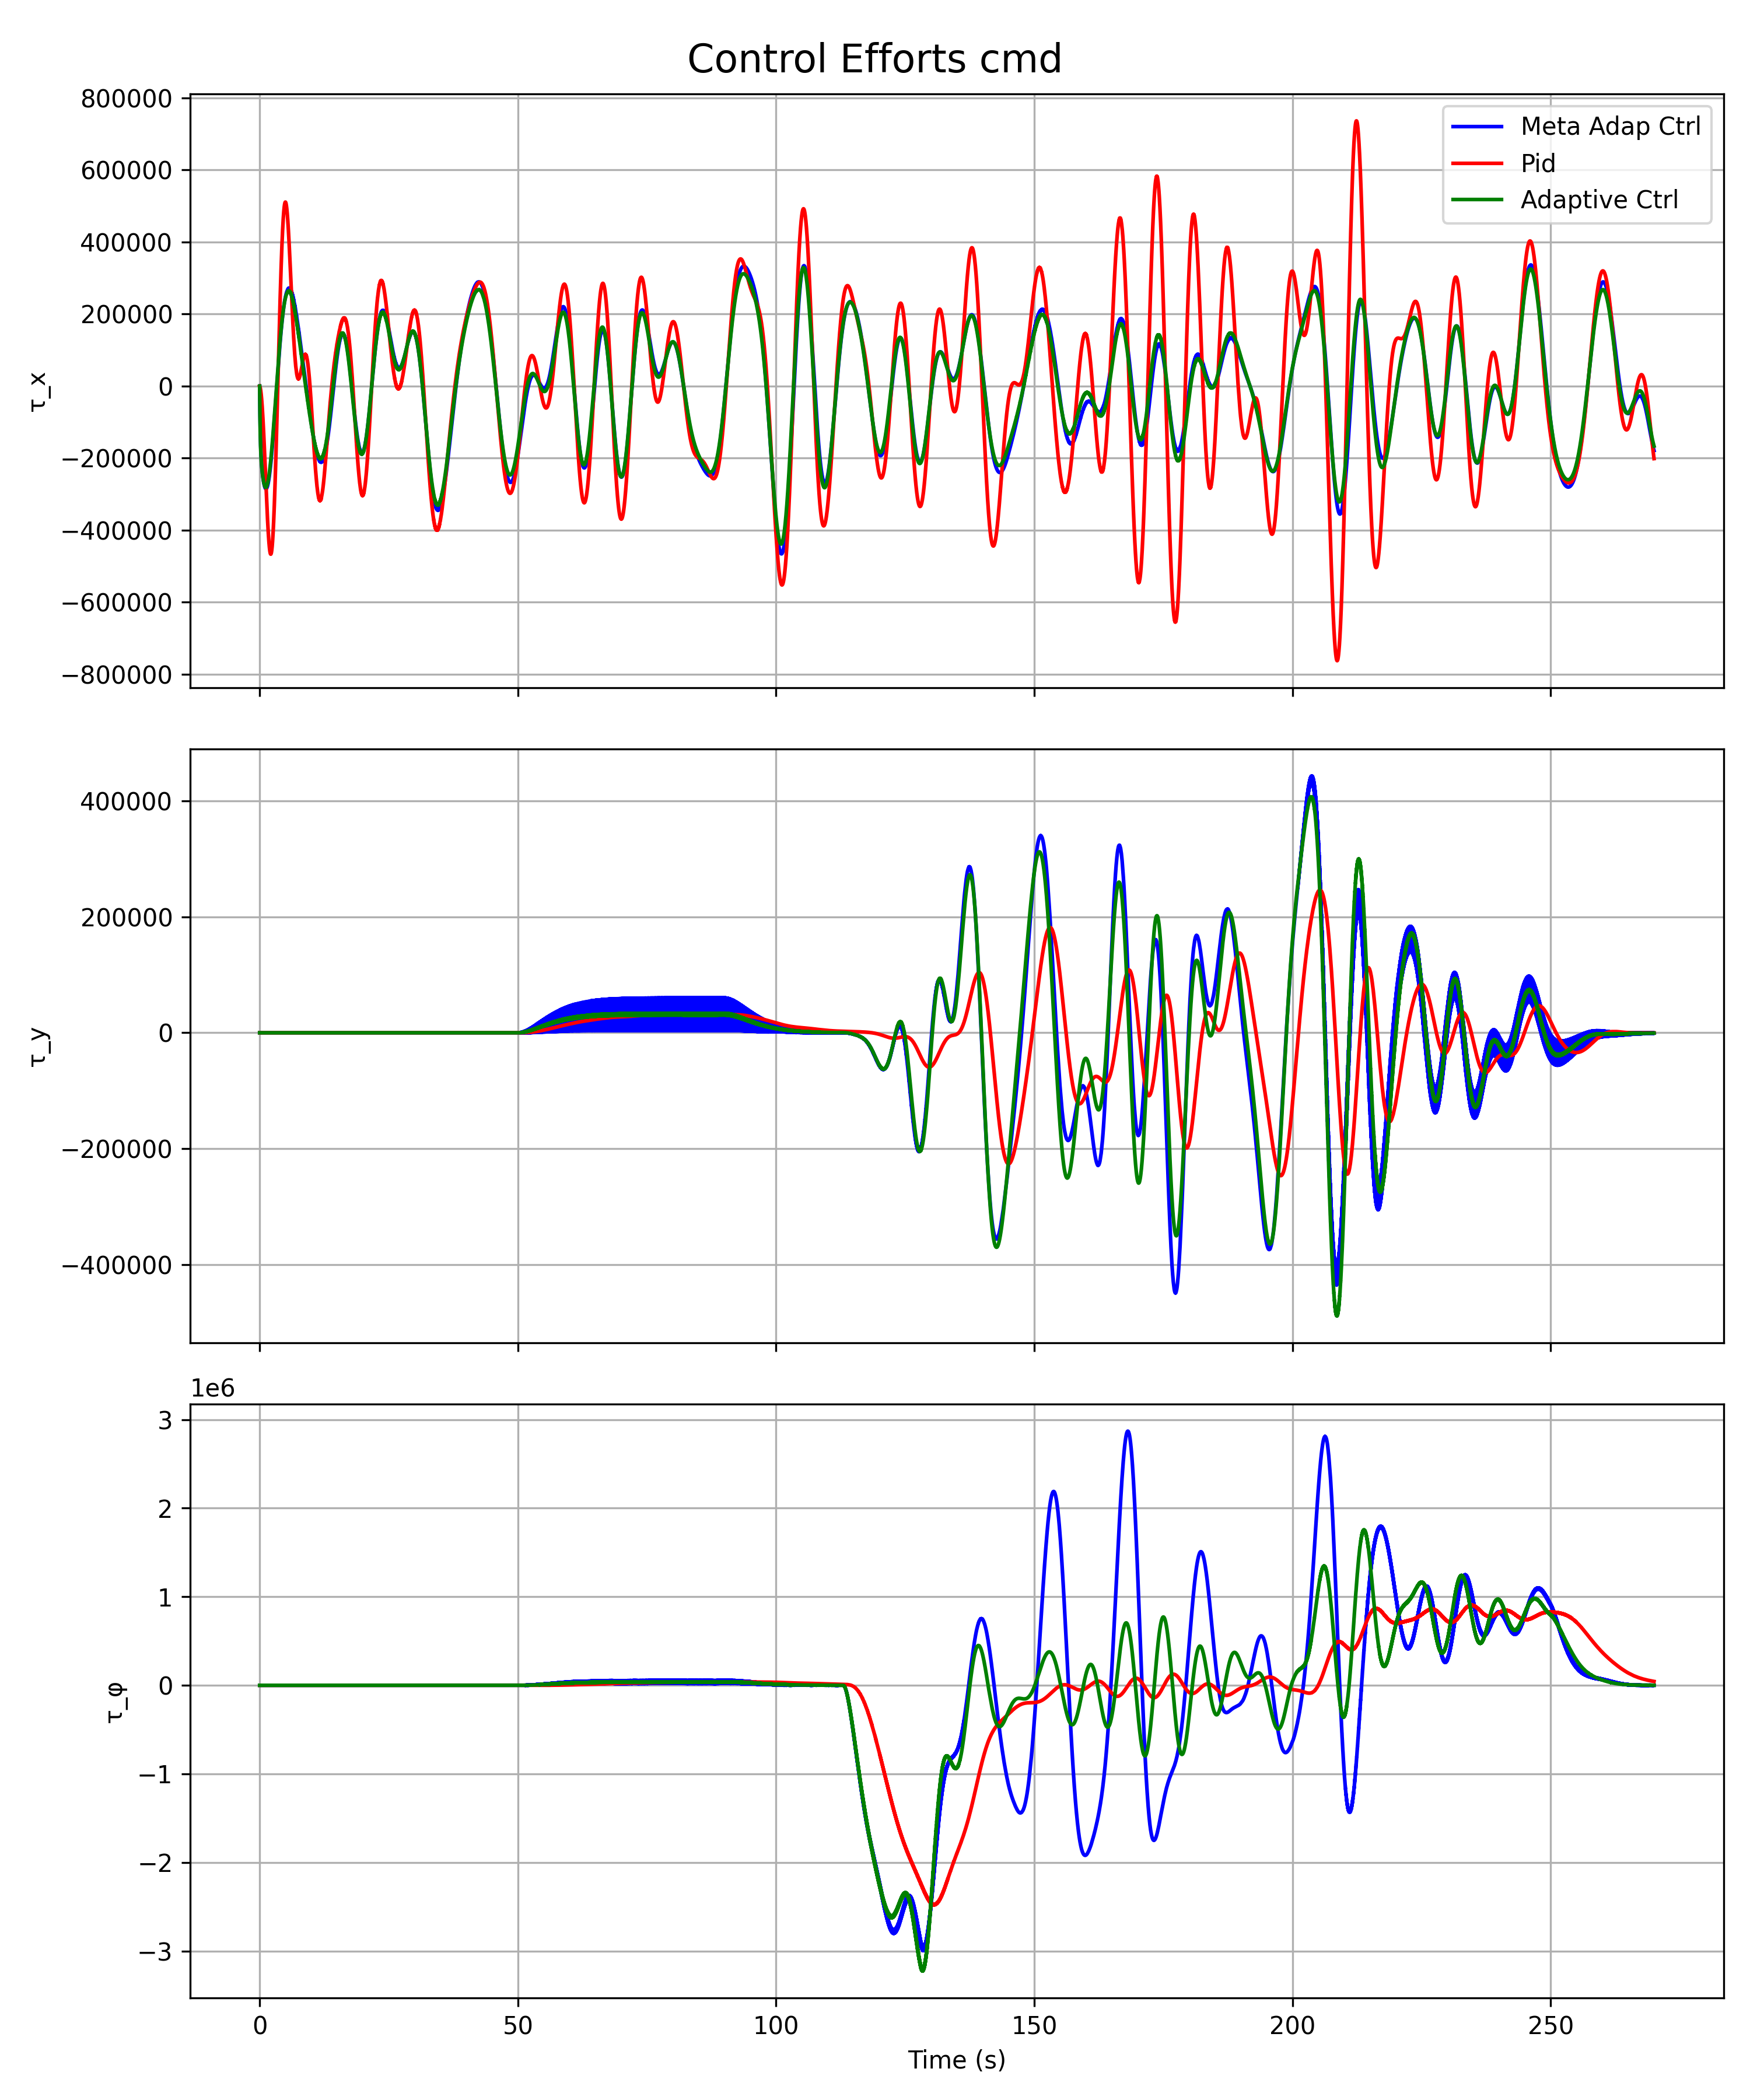 Control Efforts cmd
800000
600000
400000
200000
0
−200000
−400000
−600000
−800000
τ_x
Meta Adap Ctrl
Pid
Adaptive Ctrl
400000
200000
0
−200000
−400000
τ_y
1e6
3
2
1
0
−1
−2
−3
τ_φ
0 50 100 150 200 250
Time (s)